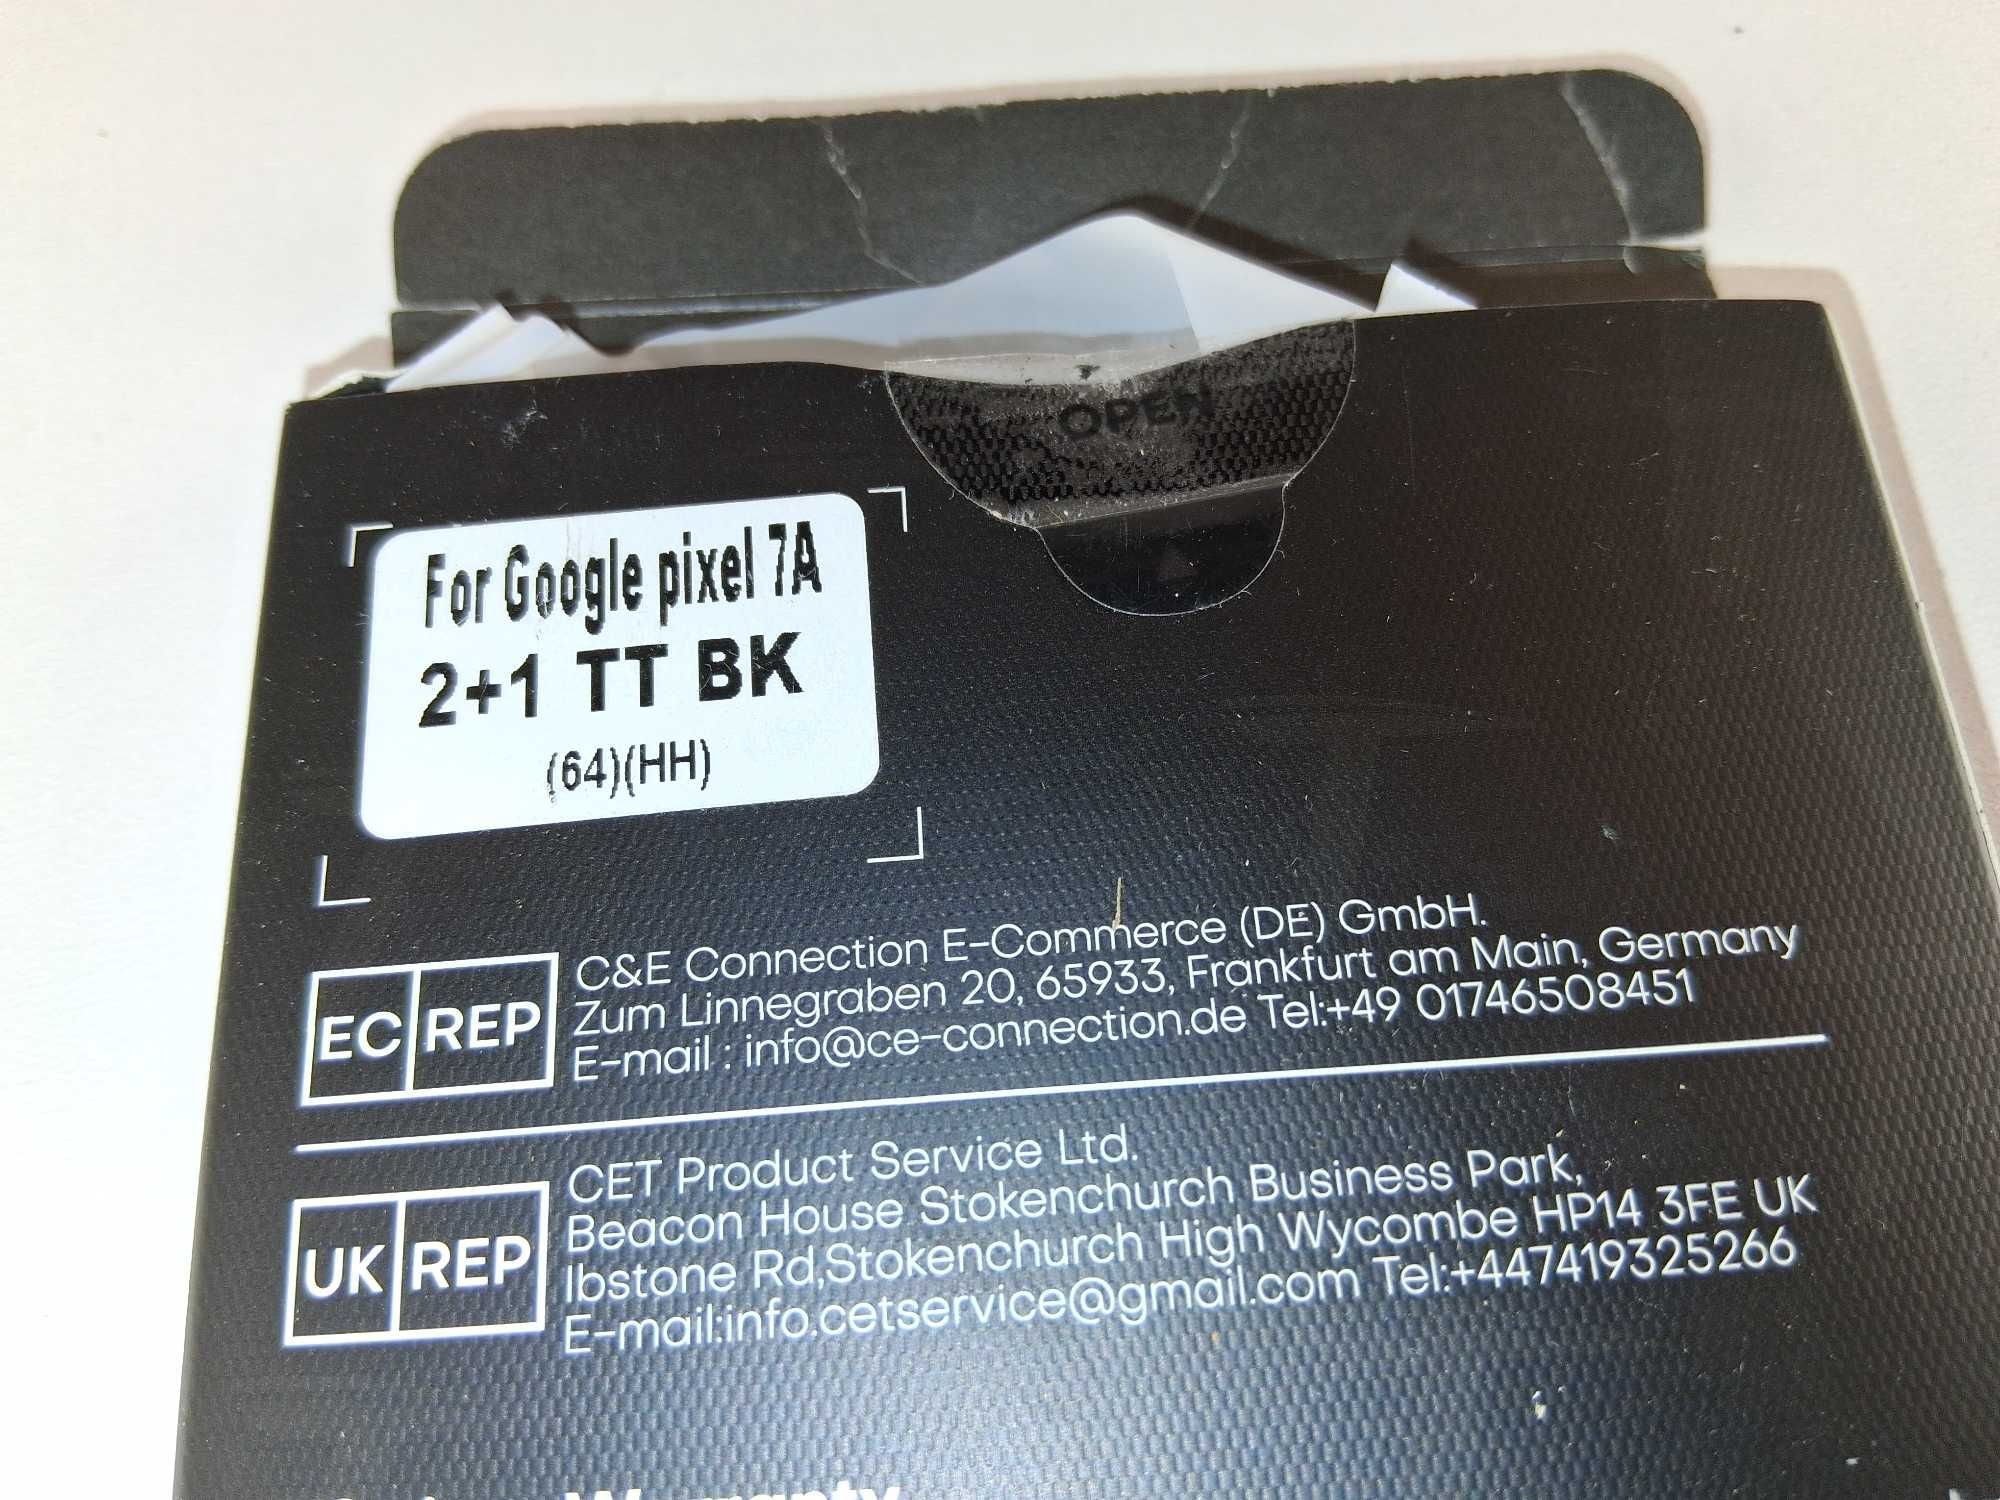 OPEN
For Google pixel 7A
2+1 TT BK
(64)(HH)
EC REP
C&E Connection E-Commerce (DE) GmbH.
Zum Linnegraben 20, 65933, Frankfurt am Main, Germany
E-mail : info@ce-connection.de Tel:+49 01746508451
UK REP
CET Product Service Ltd.
Beacon House Stokenchurch Business Park,
Ibstone Rd,Stokenchurch High Wycombe HP14 3FE UK
E-mail:info.cetservice@gmail.com Tel:+447419325266
Warranty